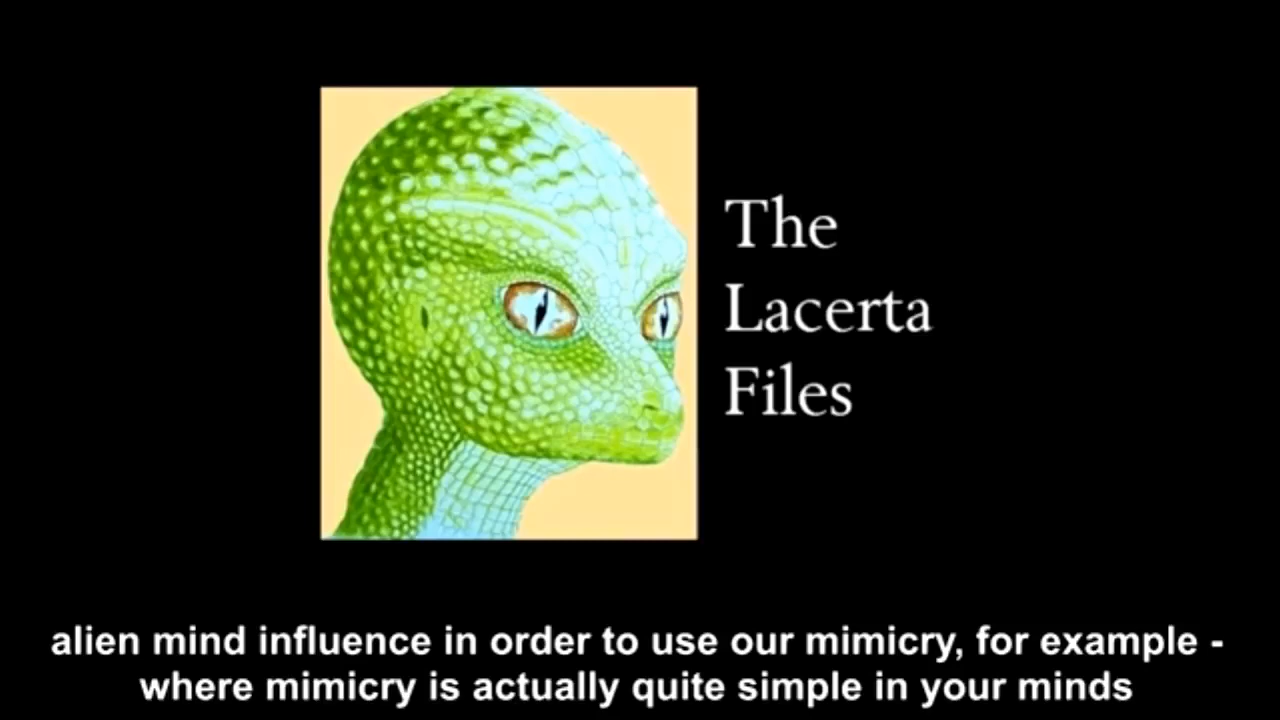 The
Lacerta
Files
alien mind influence in order to use our mimicry, for example -
where mimicry is actually quite simple in your minds